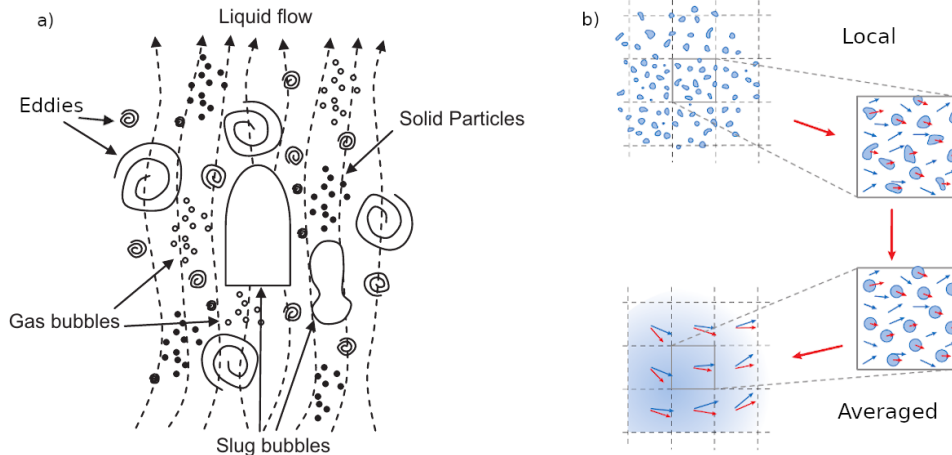 a)
Liquid flow
Eddies
Solid Particles
Gas bubbles
Slug bubbles
b)
Local
Averaged